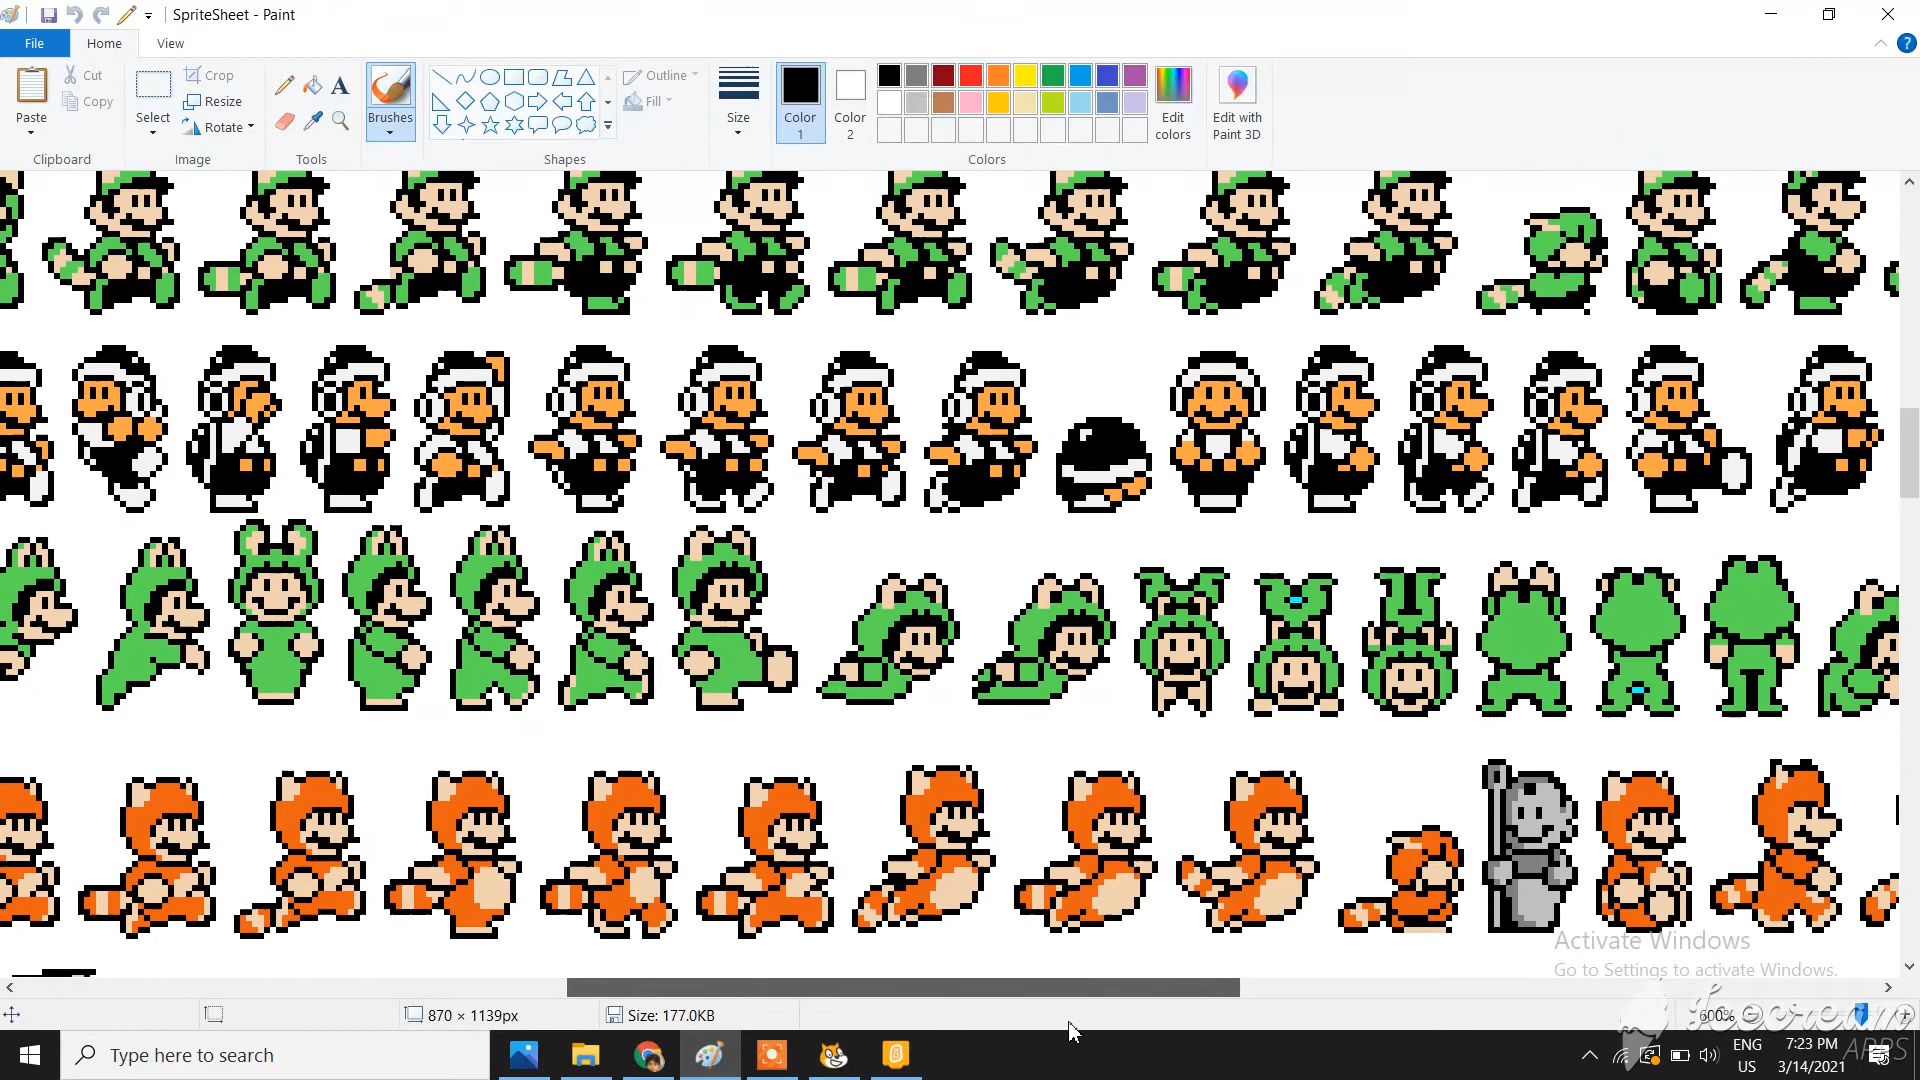 SpriteSheet - Paint
File
Home
View
Paste
Cut
Copy
Clipboard
Select
Crop
Resize
Rotate
Image
A
Tools
Brushes
Shapes
Outline
Fill
Size
Color 1
Color 2
Edit colors
Colors
Edit with Paint 3D
Activate Windows
Go to Settings to activate Windows.
870 × 1139px
Size: 177.0KB
600%
Icecream
APPS
Type here to search
ENG
US
7:23 PM
3/14/2021